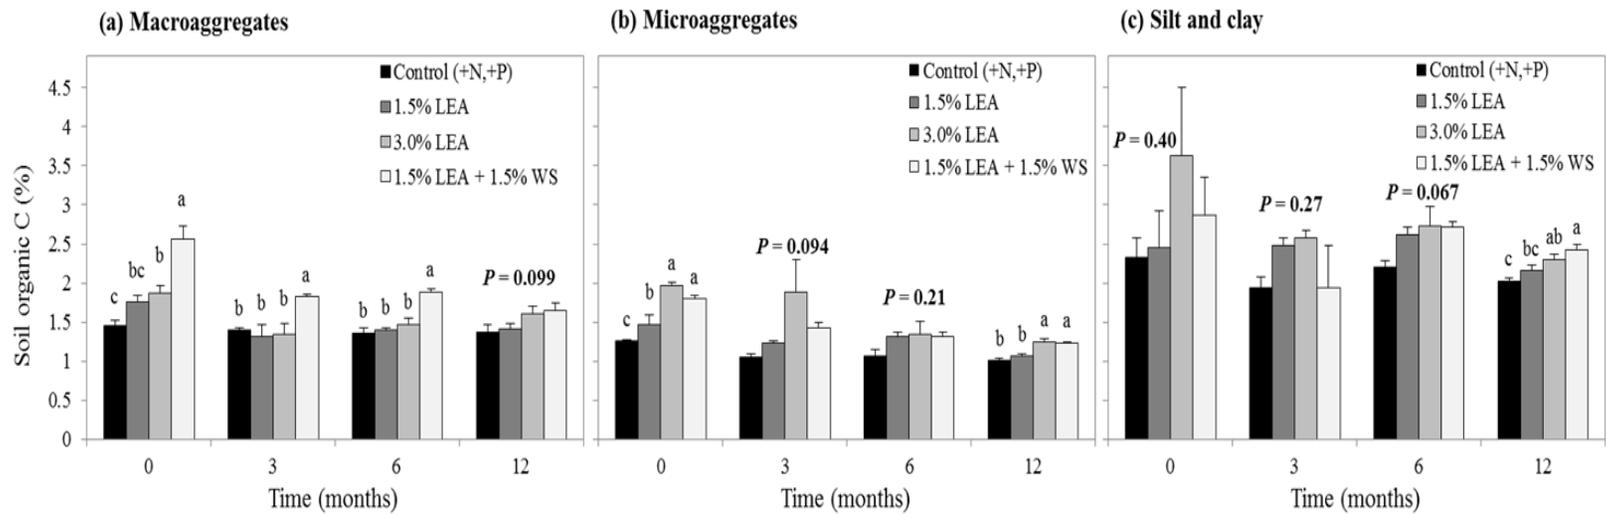 (a) Macroaggregates
(b) Microaggregates
(c) Silt and clay
Soil organic C (%)
4.5
4
3.5
3
2.5
2
1.5
1
0.5
0
Control (+N,+P)
1.5% LEA
3.0% LEA
1.5% LEA + 1.5% WS
c
bc
b
a
b
b
b
a
b
b
b
a
P = 0.099
0
3
6
12
Time (months)
Control (+N,+P)
1.5% LEA
3.0% LEA
1.5% LEA + 1.5% WS
c
b
a
a
P = 0.094
P = 0.21
b
b
a
a
0
3
6
12
Time (months)
Control (+N,+P)
1.5% LEA
3.0% LEA
1.5% LEA + 1.5% WS
P = 0.40
P = 0.27
P = 0.067
c
bc
ab
a
0
3
6
12
Time (months)